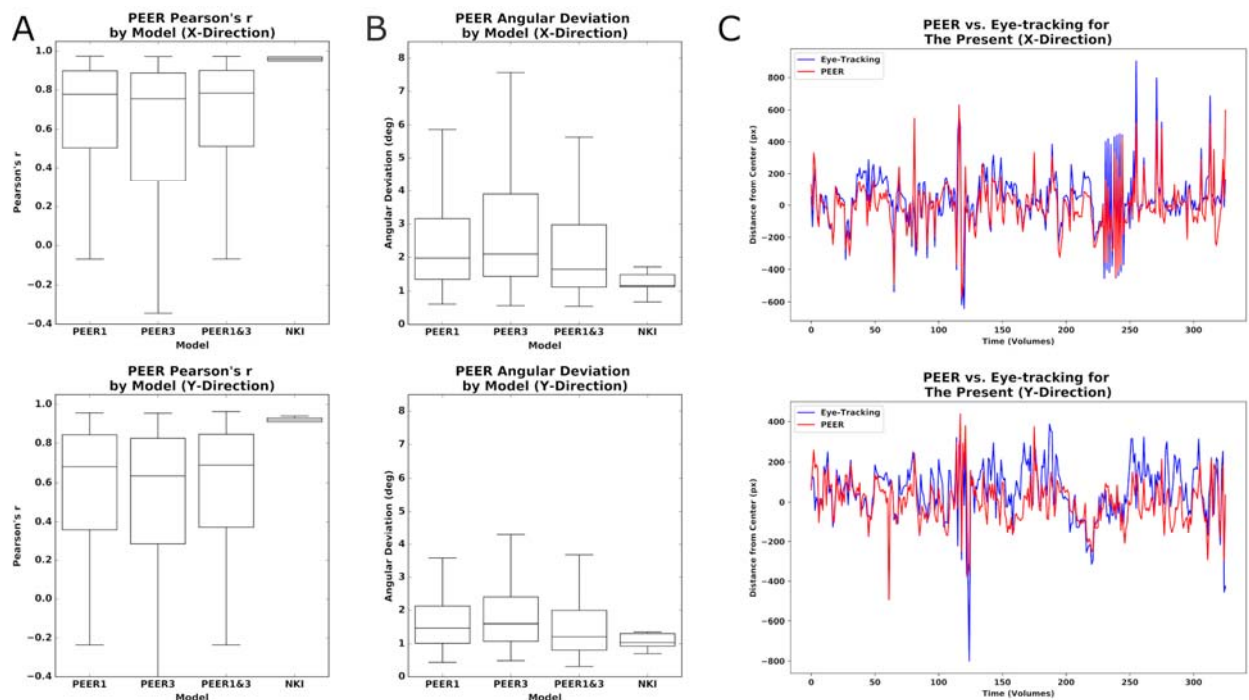 A
PEER Pearson's r
by Model (X-Direction)
Pearson's r
1.0
0.8
0.6
0.4
0.2
0.0
−0.2
−0.4
PEER1 PEER3 PEER1&3 NKI
Model
B
PEER Angular Deviation
by Model (X-Direction)
Angular Deviation (deg)
8
7
6
5
4
3
2
1
0
PEER1 PEER3 PEER1&3 NKI
Model
C
PEER vs. Eye-tracking for
The Present (X-Direction)
Eye-Tracking
PEER
Distance from Center (px)
800
600
400
200
0
−200
−400
−600
0 50 100 150 200 250 300
Time (Volumes)
PEER Pearson's r
by Model (Y-Direction)
Pearson's r
1.0
0.8
0.6
0.4
0.2
0.0
−0.2
−0.4
PEER1 PEER3 PEER1&3 NKI
Model
PEER Angular Deviation
by Model (Y-Direction)
Angular Deviation (deg)
8
7
6
5
4
3
2
1
0
PEER1 PEER3 PEER1&3 NKI
Model
PEER vs. Eye-tracking for
The Present (Y-Direction)
Eye-Tracking
PEER
Distance from Center (px)
400
200
0
−200
−400
−600
−800
0 50 100 150 200 250 300
Time (Volumes)